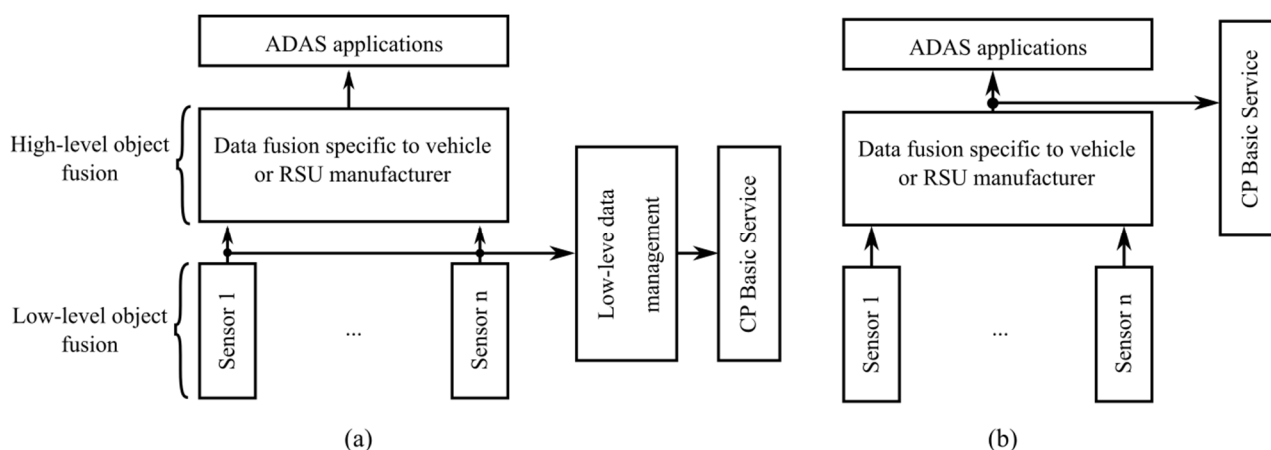 ADAS applications
High-level object
fusion
Data fusion specific to vehicle
or RSU manufacturer
Low-level object
fusion
Sensor 1
...
Sensor n
Low-leve data
management
CP Basic Service
(a)
ADAS applications
CP Basic Service
Data fusion specific to vehicle
or RSU manufacturer
Sensor 1
...
Sensor n
(b)